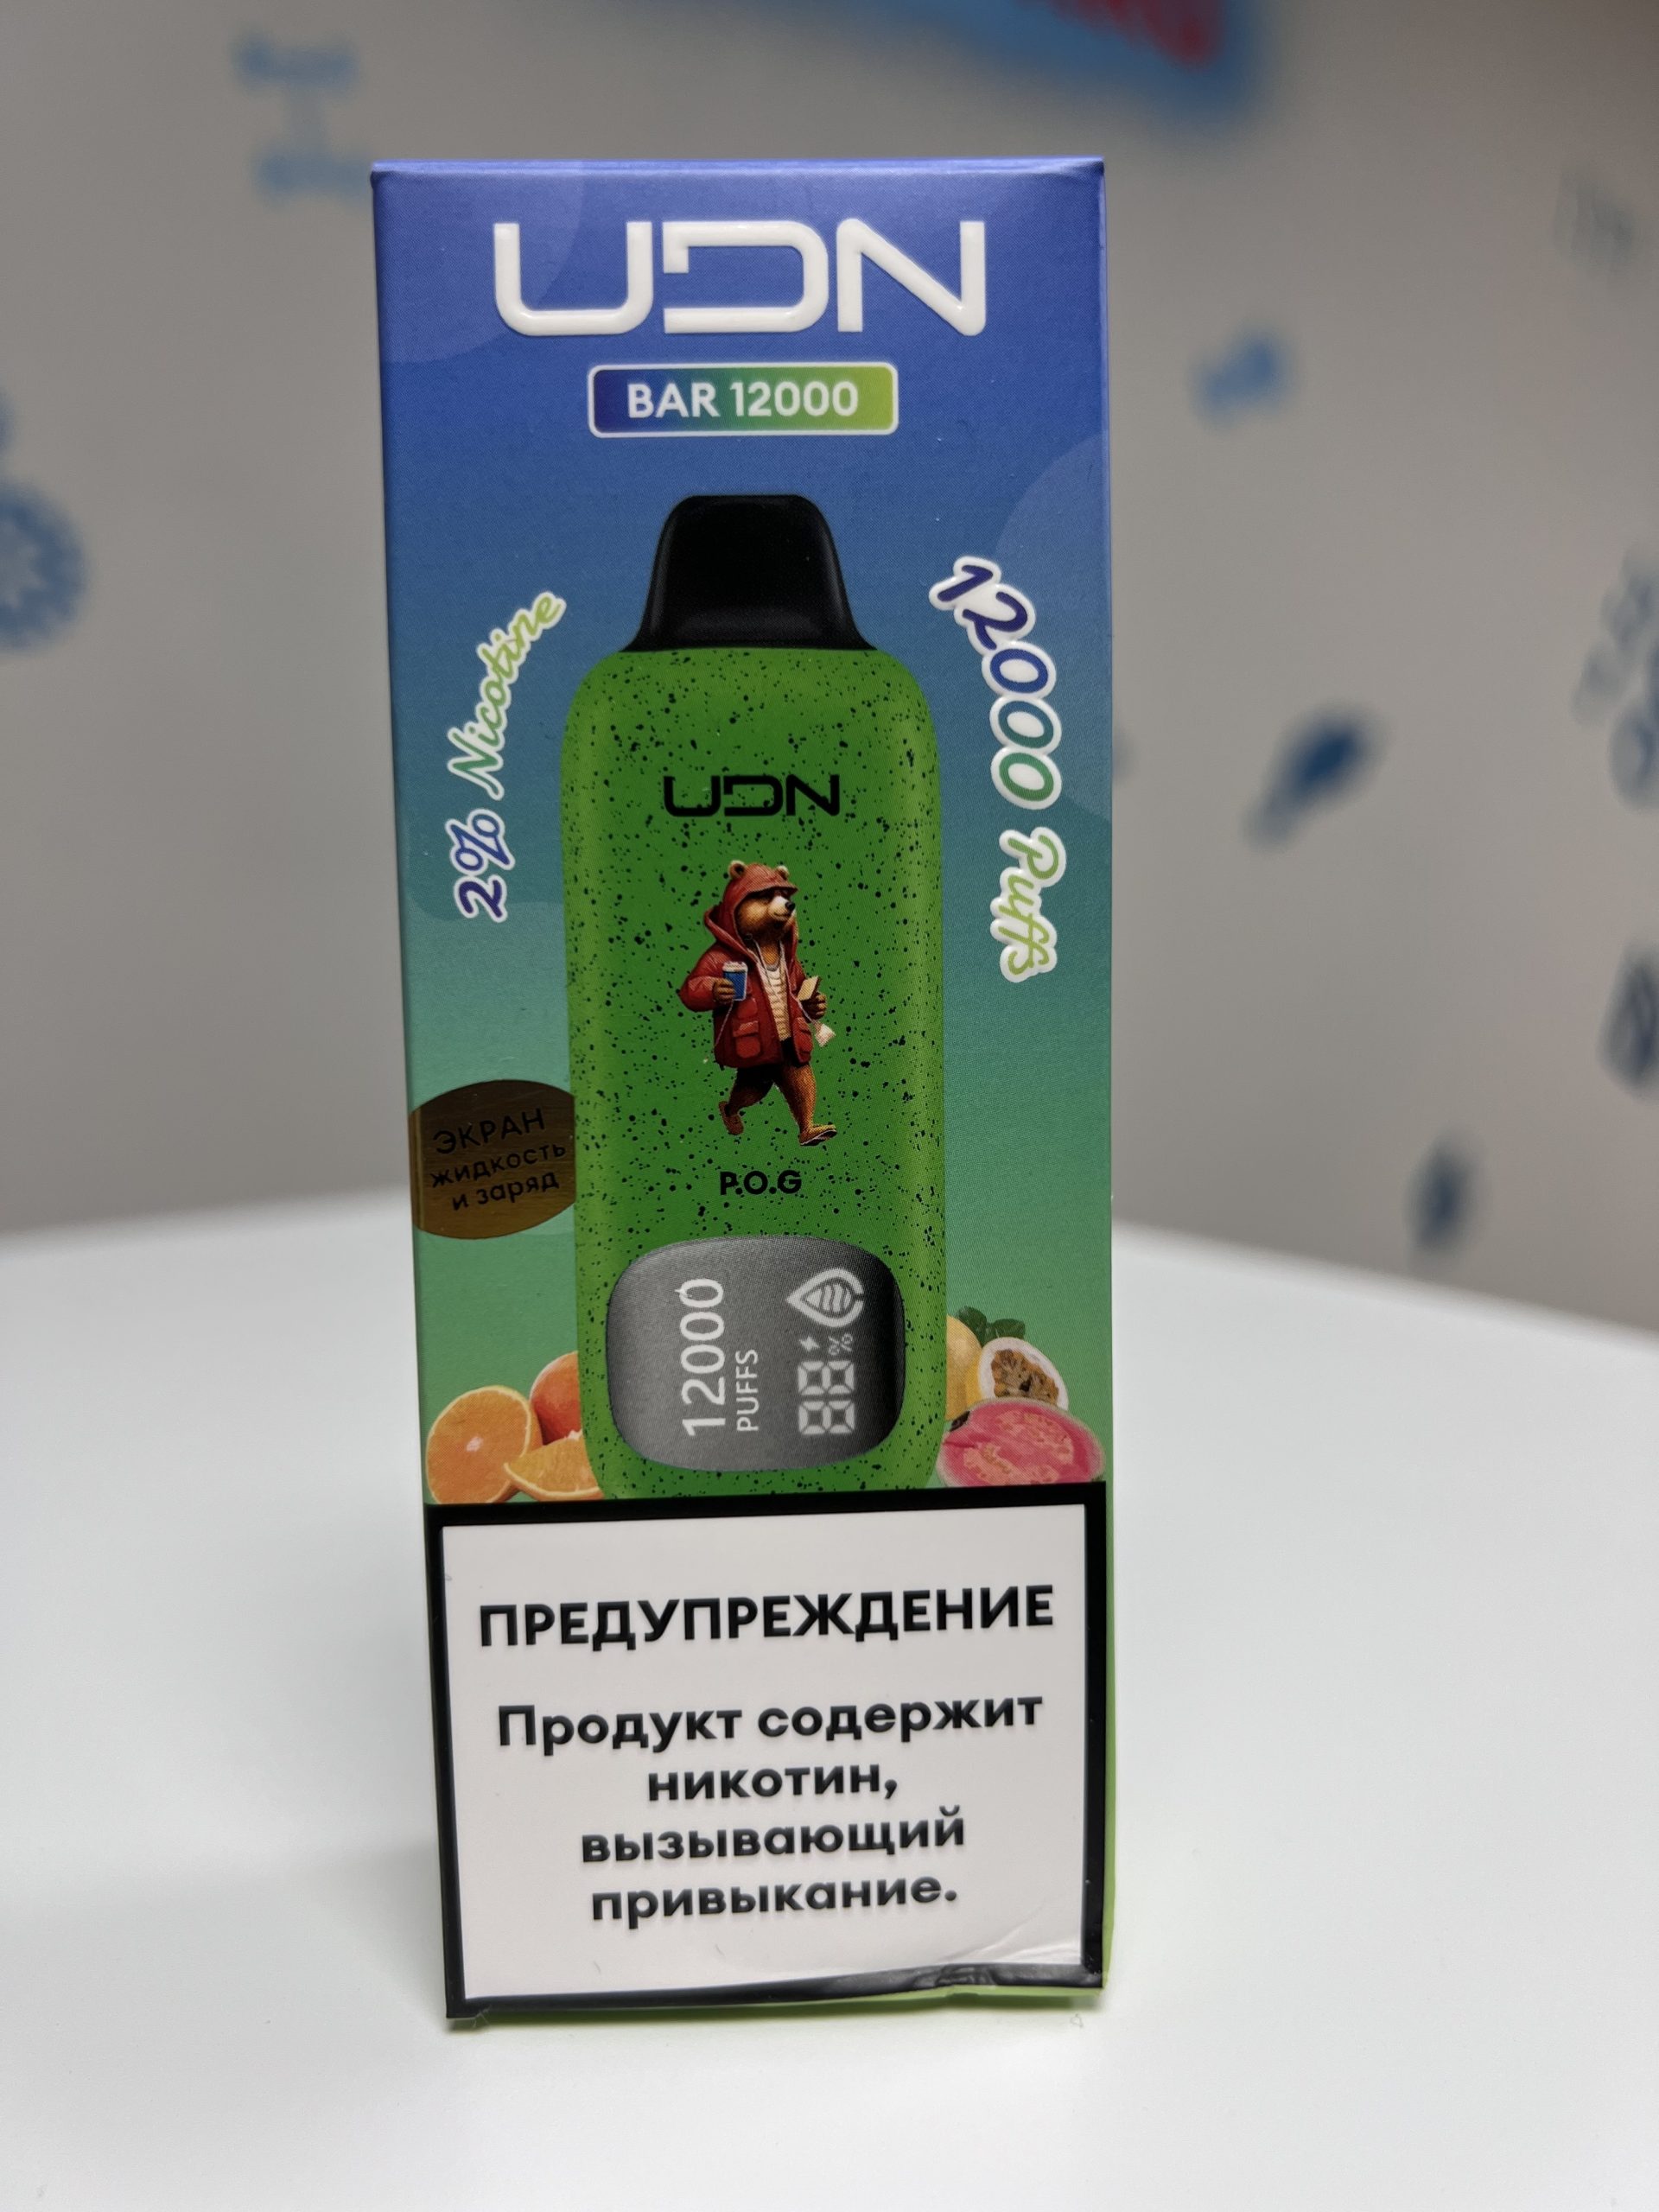 UDN
BAR 12000
2% Nicotine
12000 Puffs
UDN
P.O.G
ЭКРАН
жидкость
и заряд
12000
PUFFS
88%
ПРЕДУПРЕЖДЕНИЕ
Продукт содержит
никотин,
вызывающий
привыкание.